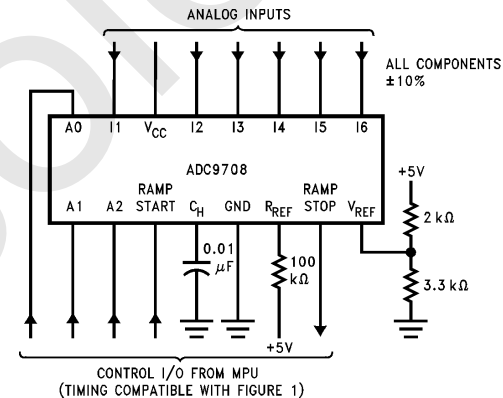 ANALOG INPUTS
ALL COMPONENTS
±10%
A0 I1 VCC I2 I3 I4 I5 I6
ADC9708
+5V
RAMP RAMP
A1 A2 START CH GND RREF STOP VREF
2 kΩ
0.01
μF
100
kΩ
3.3 kΩ
+5V
CONTROL I/O FROM MPU
(TIMING COMPATIBLE WITH FIGURE 1)